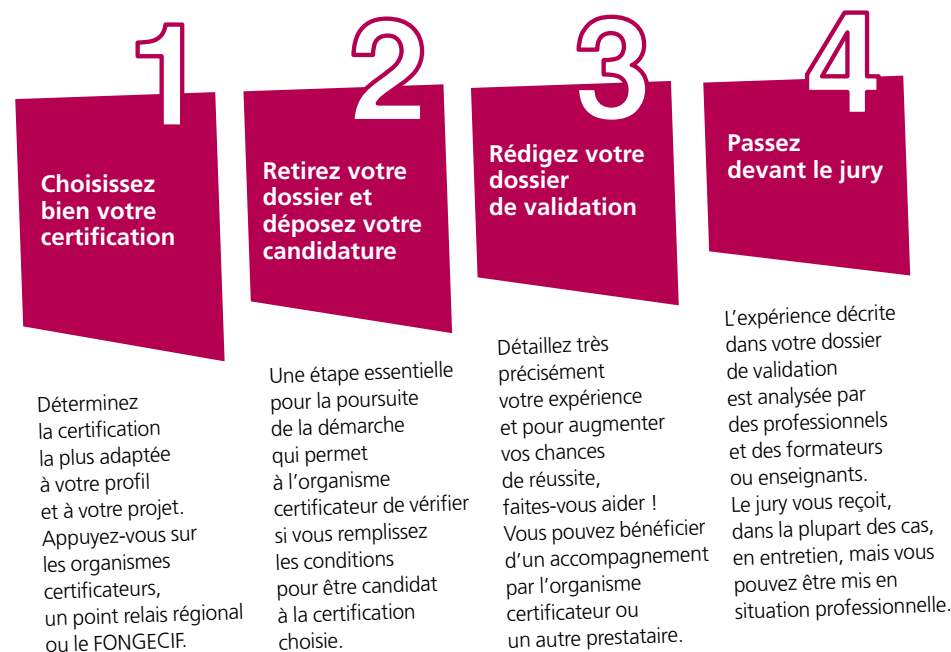 1
Choisissez
bien votre
certification
Déterminez
la certification
la plus adaptée
à votre profil
et à votre projet.
Appuyez-vous sur
les organismes
certificateurs,
un point relais régional
ou le FONGECIF.
2
Retirez votre
dossier et
déposez votre
candidature
Une étape essentielle
pour la poursuite
de la démarche
qui permet
à l'organisme
certificateur de vérifier
si vous remplissez
les conditions
pour être candidat
à la certification
choisie.
3
Rédigez votre
dossier
de validation
Détaillez très
précisément
votre expérience
et pour augmenter
vos chances
de réussite,
faites-vous aider !
Vous pouvez bénéficier
d'un accompagnement
par l'organisme
certificateur ou
un autre prestataire.
4
Passez
devant le jury
L'expérience décrite
dans votre dossier
de validation
est analysée par
des professionnels
et des formateurs
ou enseignants.
Le jury vous reçoit,
dans la plupart des cas,
en entretien, mais vous
pouvez être mis en
situation professionnelle.